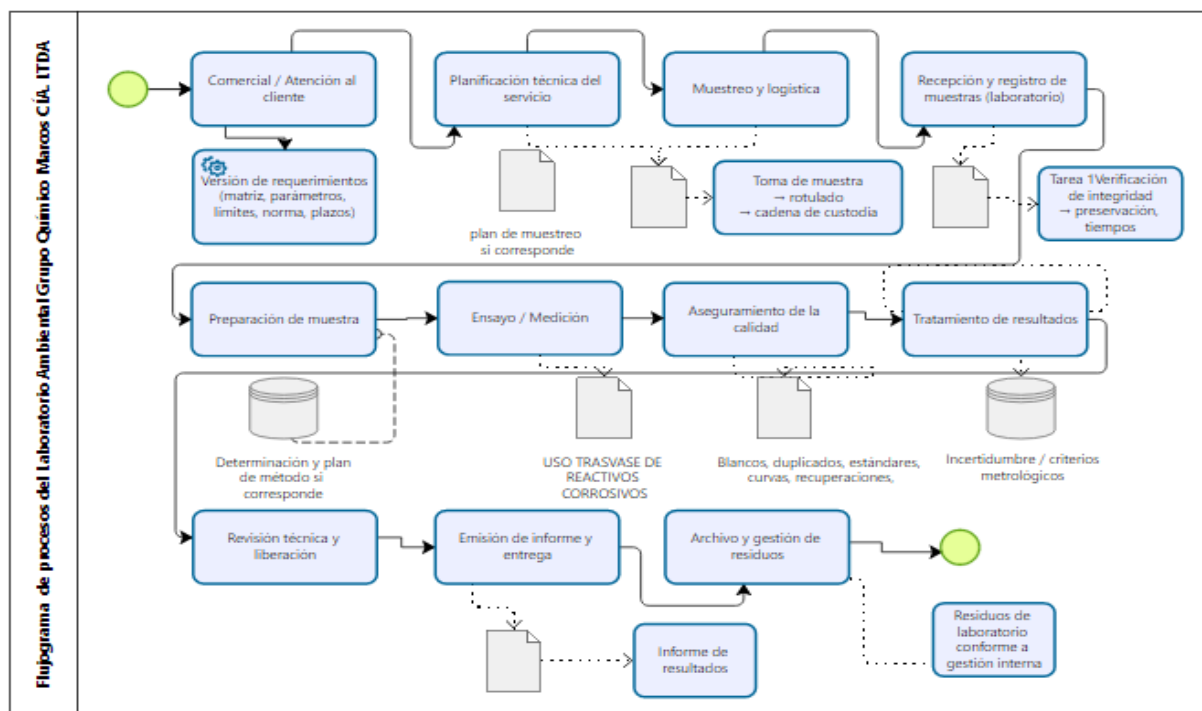 Flujograma de procesos del Laboratorio Ambiental Grupo Químico Marcos CÍA. LTDA
Comercial / Atención al
cliente
Planificación técnica del
servicio
Muestreo y logística
Recepción y registro de
muestras (laboratorio)
Versión de requerimientos
(matriz, parámetros,
límites, norma, plazos)
plan de muestreo
si corresponde
Toma de muestra
→ rotulado
→ cadena de custodia
Tarea 1Verificación
de integridad
→ preservación,
tiempos
Preparación de muestra
Ensayo / Medición
Aseguramiento de la
calidad
Tratamiento de resultados
Determinación y plan
de método si
corresponde
USO TRASVASE DE
REACTIVOS
CORROSIVOS
Blancos, duplicados, estándares,
curvas, recuperaciones,
Incertidumbre / criterios
metrológicos
Revisión técnica y
liberación
Emisión de informe y
entrega
Archivo y gestión de
residuos
Informe de
resultados
Residuos de
laboratorio
conforme a
gestión interna